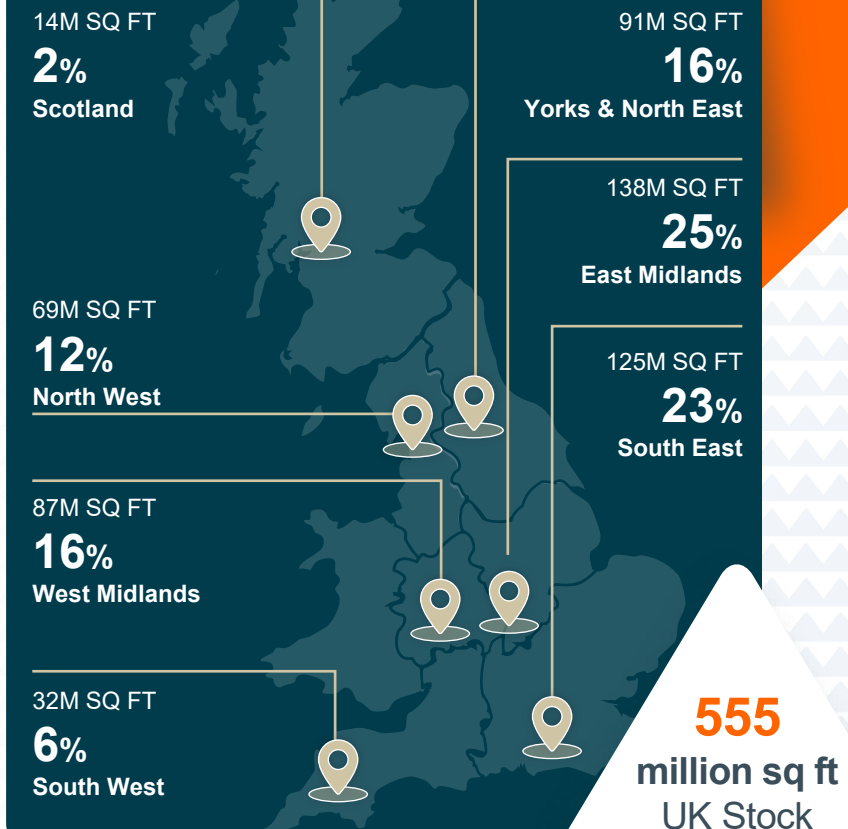 14M SQ FT
2%
Scotland
69M SQ FT
12%
North West
87M SQ FT
16%
West Midlands
32M SQ FT
6%
South West
91M SQ FT
16%
Yorks & North East
138M SQ FT
25%
East Midlands
125M SQ FT
23%
South East
555
million sq ft
UK Stock